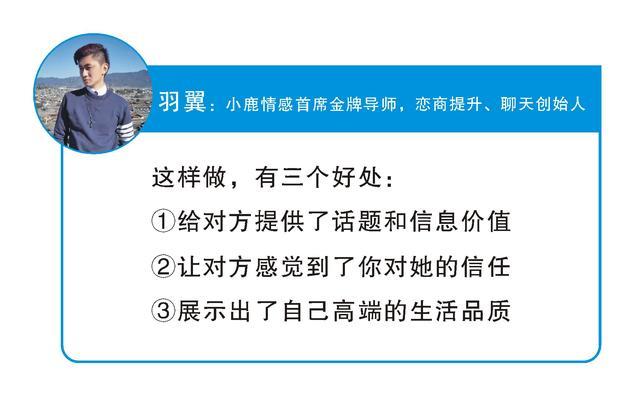 羽翼：小鹿情感首席金牌导师，恋商提升、聊天创始人
这样做，有三个好处：
①给对方提供了话题和信息价值
②让对方感觉到了你对她的信任
③展示出了自己高端的生活品质